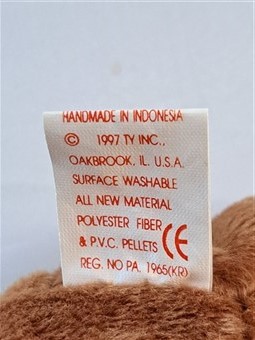 HANDMADE IN INDONESIA
© 1997 TY INC.,
OAKBROOK, IL. U.S.A.
SURFACE WASHABLE
ALL NEW MATERIAL
POLYESTER FIBER
& P.V.C. PELLETS CE
REG. NO PA. 1965(KR)